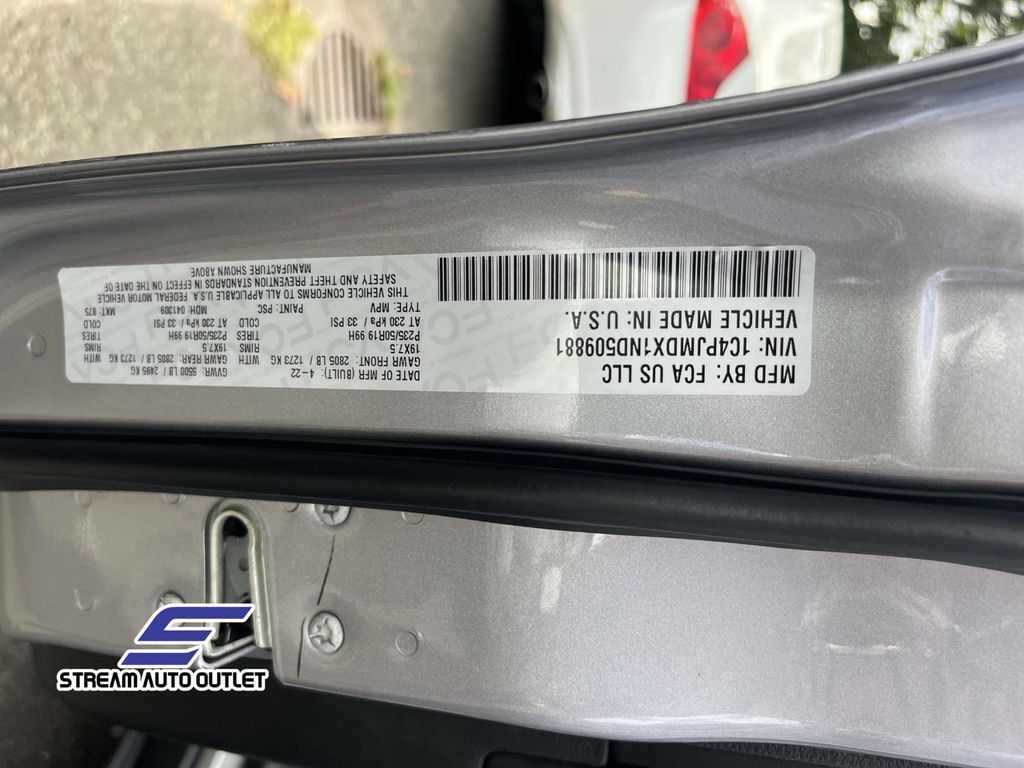 MFD BY: FCA US LLC
VIN: 1C4PJMDX1ND509881
VEHICLE MADE IN: U.S.A.
DATE OF MFR (BUILT): 4-22
GVWR: 5500 LB / 2495 KG
GAWR FRONT: 2805 LB / 1273 KG
GAWR REAR: 2805 LB / 1273 KG
WITH
WITH
19X7.5 RIMS
19X7.5 RIMS
P235/50R19 99H TIRES
P235/50R19 99H TIRES
AT 230 kPa / 33 PSI COLD
AT 230 kPa / 33 PSI COLD
TYPE: MPV PAINT: PSC MDH: 041309 MKT: 975
THIS VEHICLE CONFORMS TO ALL APPLICABLE U.S.A. FEDERAL MOTOR VEHICLE
SAFETY AND THEFT PREVENTION STANDARDS IN EFFECT ON THE DATE OF
MANUFACTURE SHOWN ABOVE
STREAM AUTO OUTLET